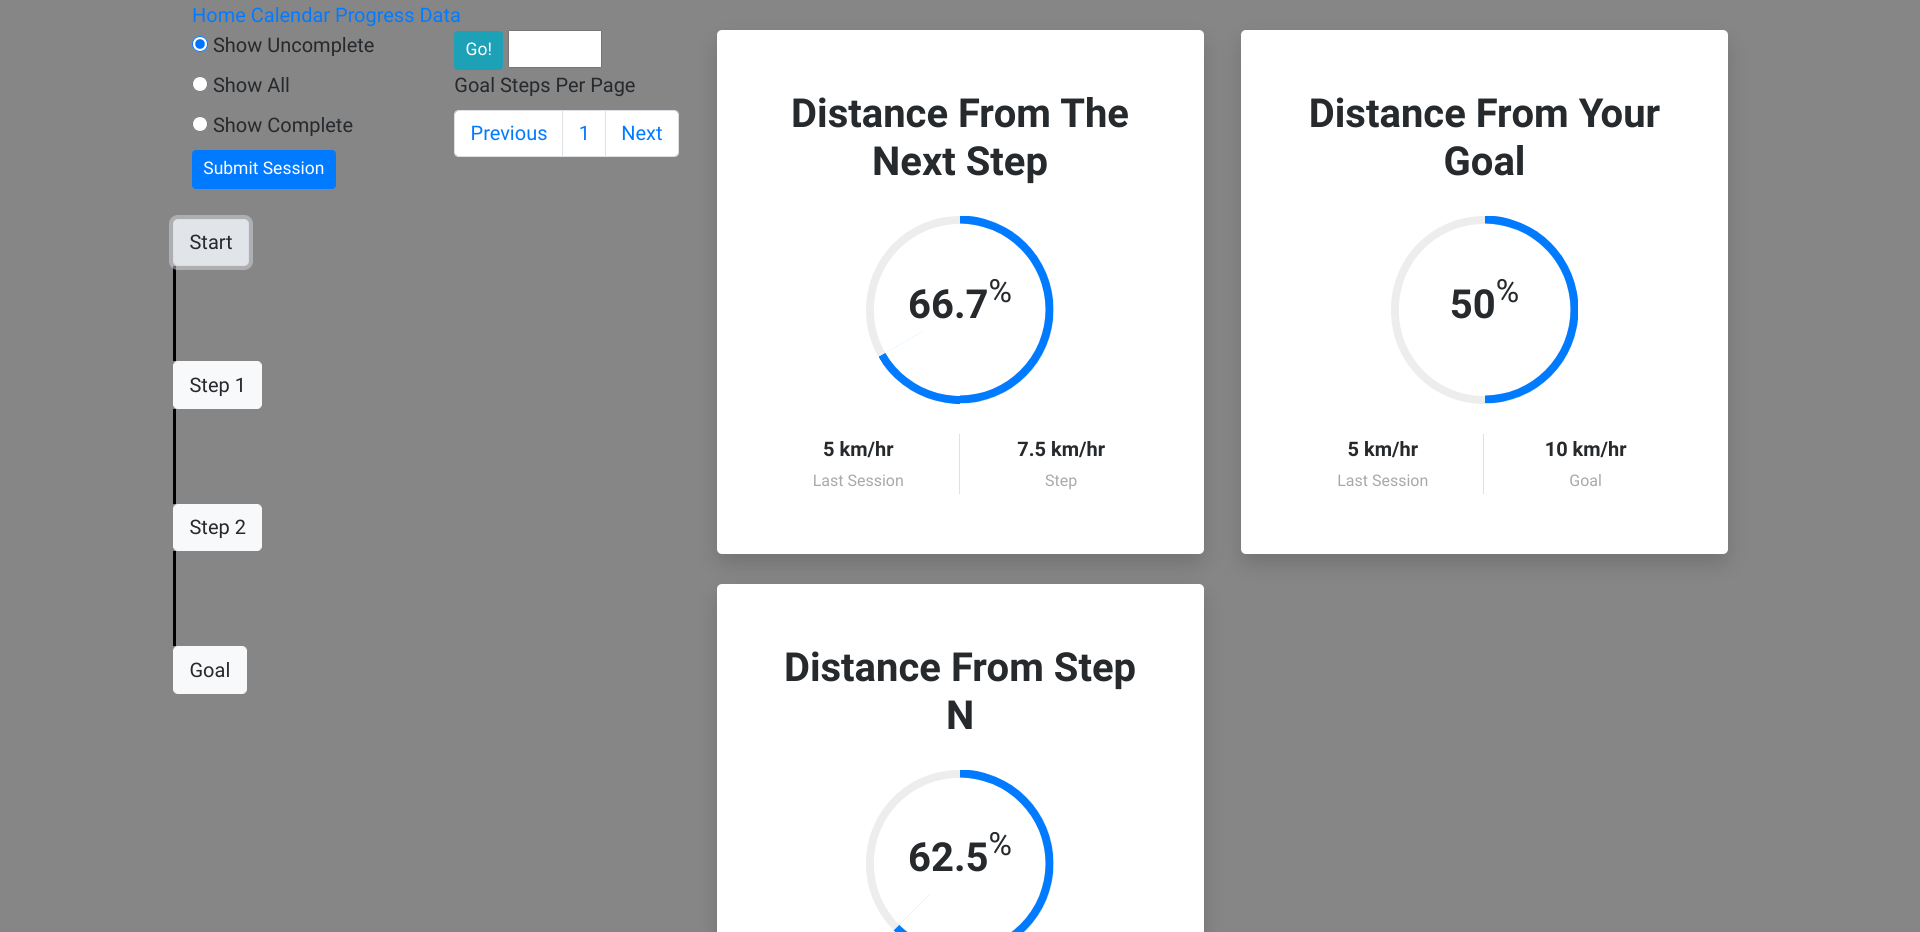 Home Calendar Progress Data
Show Uncomplete
Show All
Show Complete
Submit Session
Go!
Goal Steps Per Page
Previous 1 Next
Start
Step 1
Step 2
Goal
Distance From The
Next Step
66.7%
5 km/hr 7.5 km/hr
Last Session Step
Distance From Your
Goal
50%
5 km/hr 10 km/hr
Last Session Goal
Distance From Step
N
62.5%